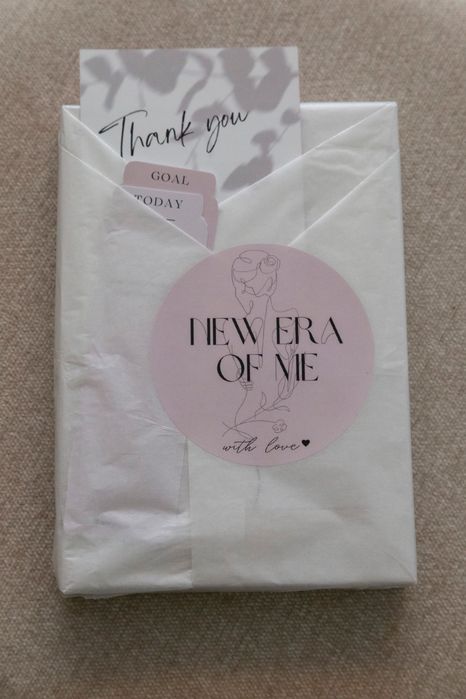 Thank you
GOAL
TODAY
NEW ERA
OF ME
with love